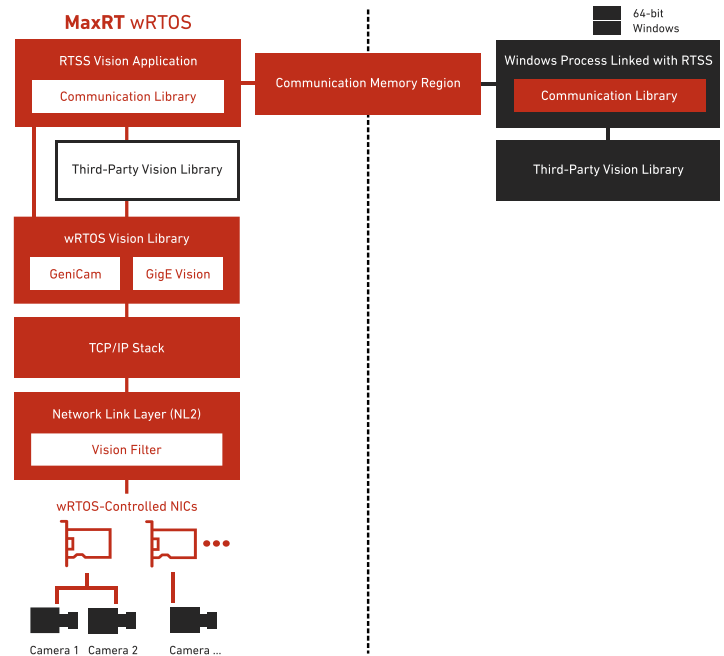 MaxRT wRTOS
64-bit
Windows
RTSS Vision Application
Communication Library
Communication Memory Region
Windows Process Linked with RTSS
Communication Library
Third-Party Vision Library
Third-Party Vision Library
wRTOS Vision Library
GeniCam
GigE Vision
TCP/IP Stack
Network Link Layer (NL2)
Vision Filter
wRTOS-Controlled NICs
Camera 1
Camera 2
Camera ...